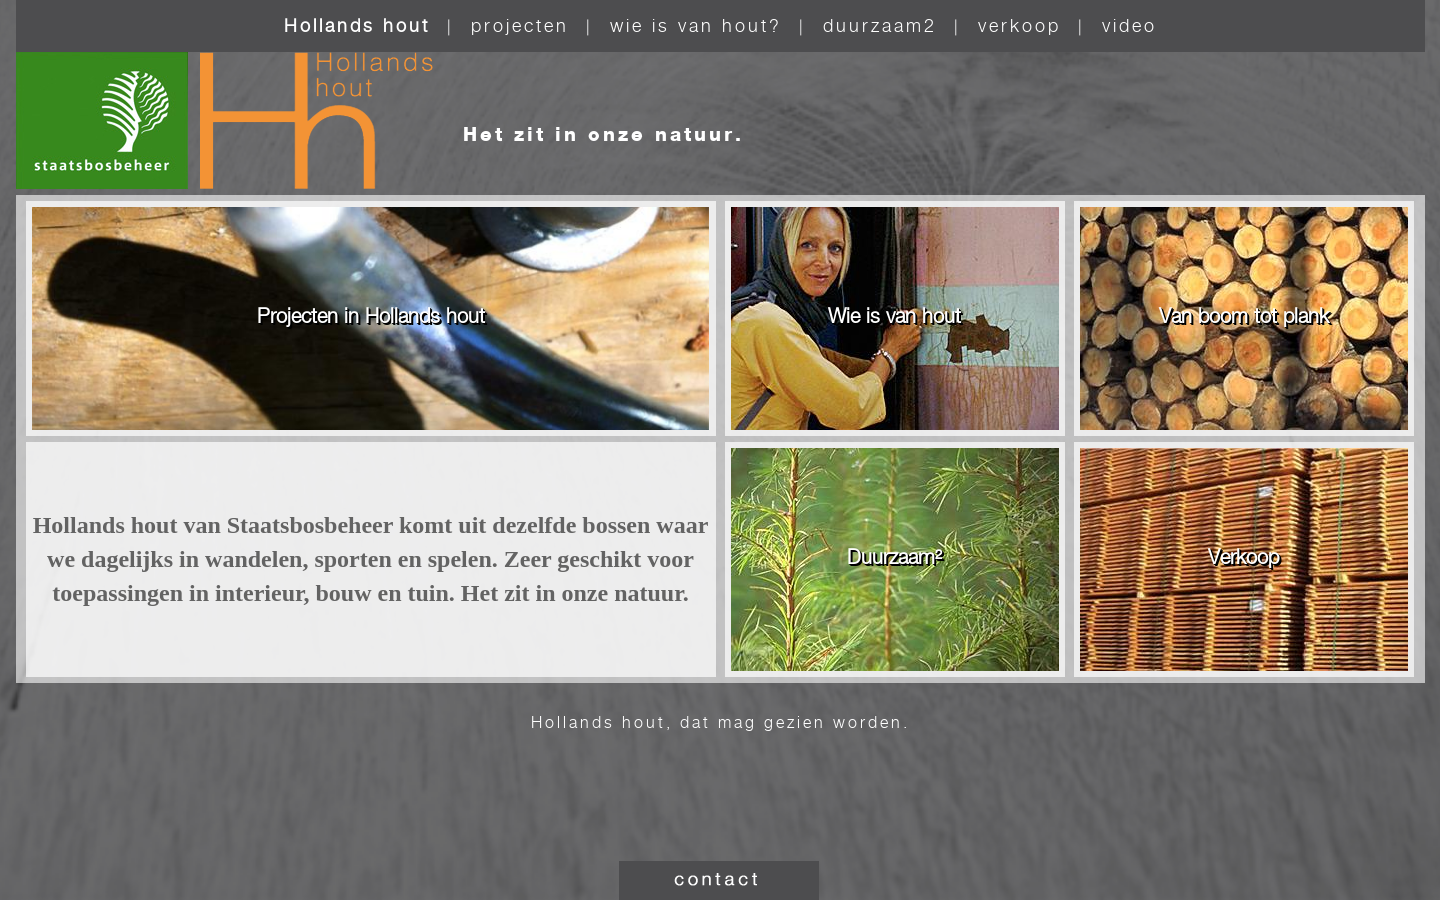 Hollands hout | projecten | wie is van hout? | duurzaam2 | verkoop | video
staatsbosbeheer
Hollands
hout
Hh
Het zit in onze natuur.
Projecten in Hollands hout
Wie is van hout
Van boom tot plank
Hollands hout van Staatsbosbeheer komt uit dezelfde bossen waar
we dagelijks in wandelen, sporten en spelen. Zeer geschikt voor
toepassingen in interieur, bouw en tuin. Het zit in onze natuur.
Duurzaam²
Verkoop
Hollands hout, dat mag gezien worden.
contact